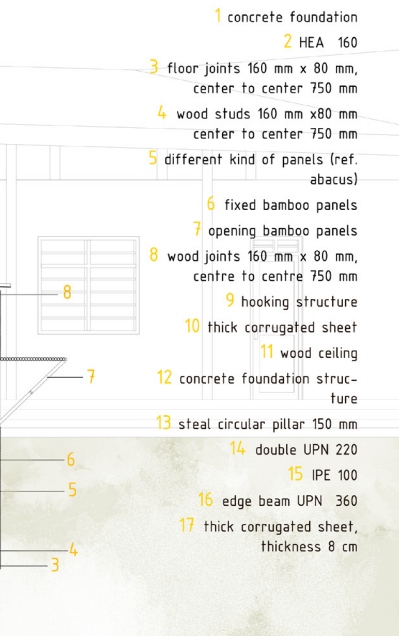 1 concrete foundation
2 HEA 160
3 floor joints 160 mm x 80 mm,
center to center 750 mm
4 wood studs 160 mm x80 mm
center to center 750 mm
5 different kind of panels (ref.
abacus)
6 fixed bamboo panels
7 opening bamboo panels
8 wood joints 160 mm x 80 mm,
centre to centre 750 mm
9 hooking structure
10 thick corrugated sheet
11 wood ceiling
12 concrete foundation struc-
ture
13 steal circular pillar 150 mm
14 double UPN 220
15 IPE 100
16 edge beam UPN 360
17 thick corrugated sheet,
thickness 8 cm
8
7
6
5
4
3